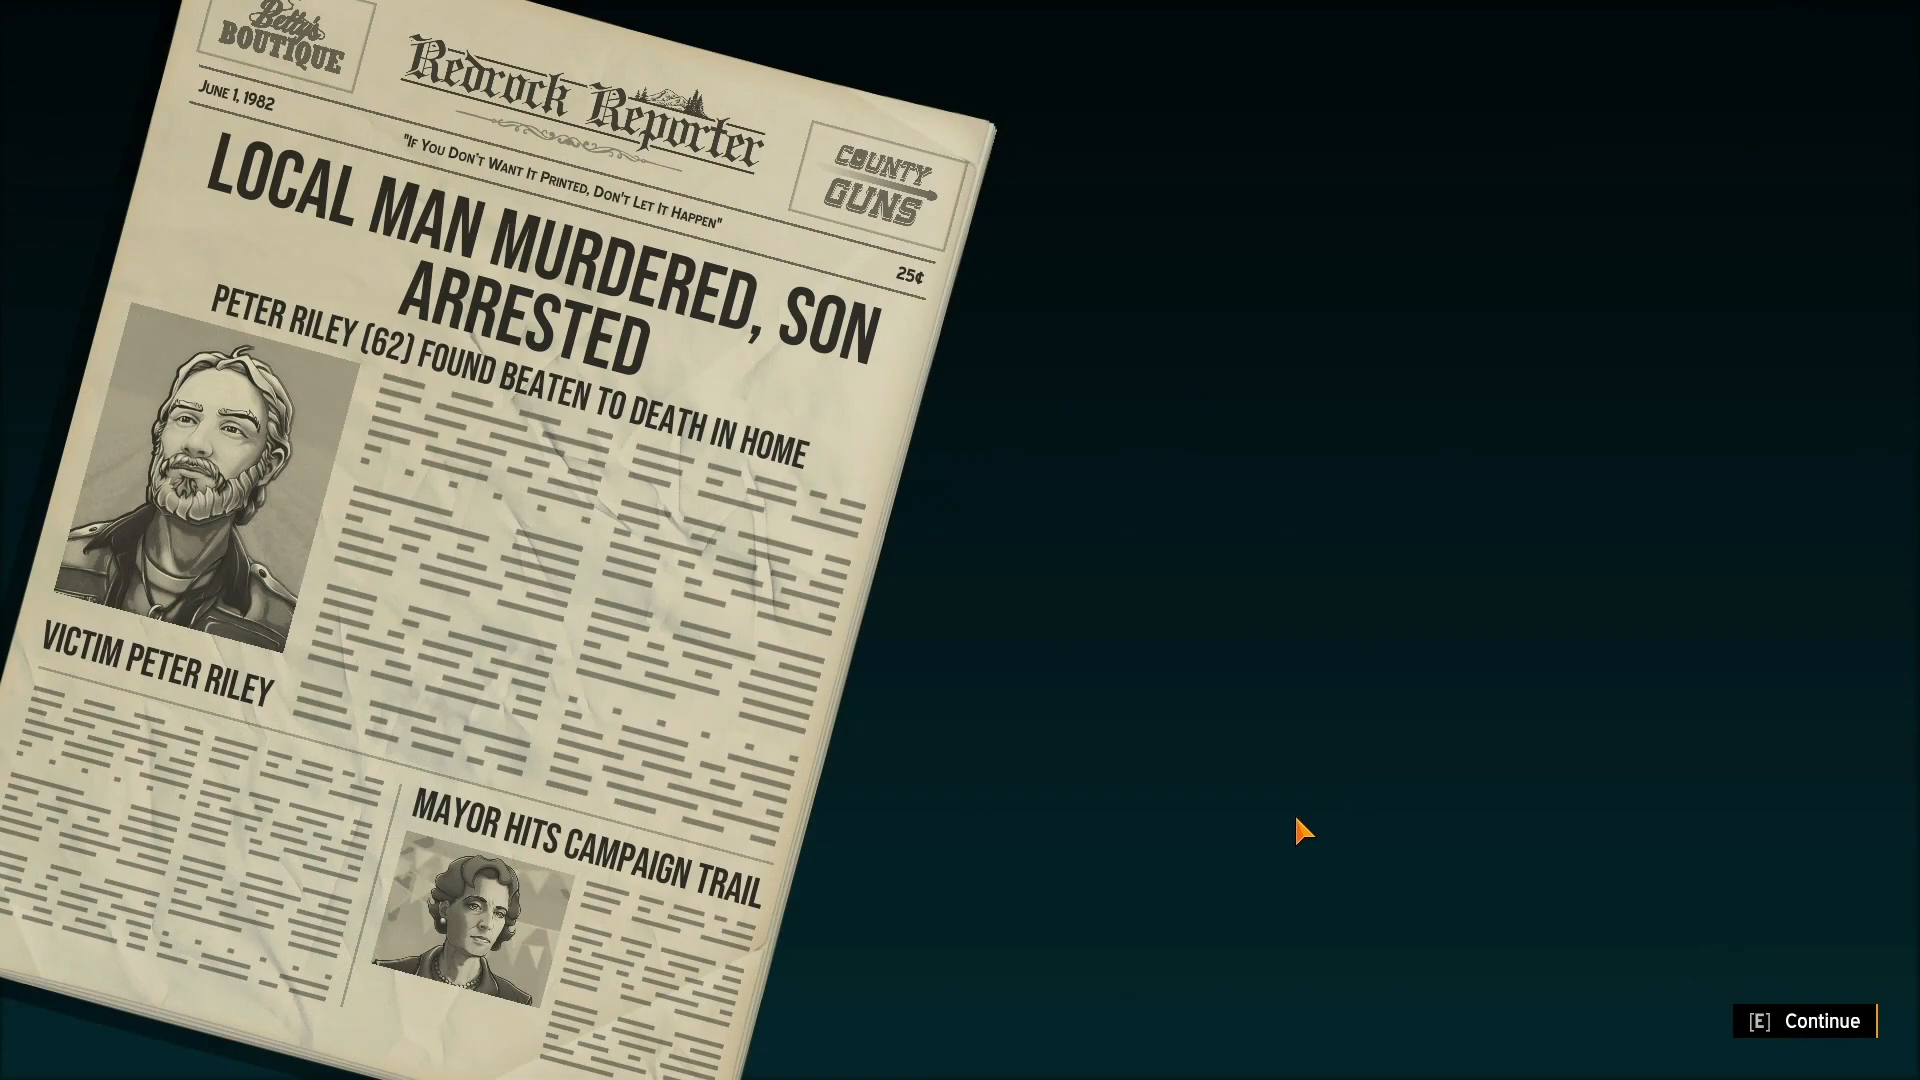 Betty's
BOUTIQUE
Redrock Reporter
COUNTY
GUNS
JUNE 1, 1982
"IF YOU DON'T WANT IT PRINTED, DON'T LET IT HAPPEN"
25¢
LOCAL MAN MURDERED, SON
ARRESTED
PETER RILEY (62) FOUND BEATEN TO DEATH IN HOME
VICTIM PETER RILEY
MAYOR HITS CAMPAIGN TRAIL
[E] Continue